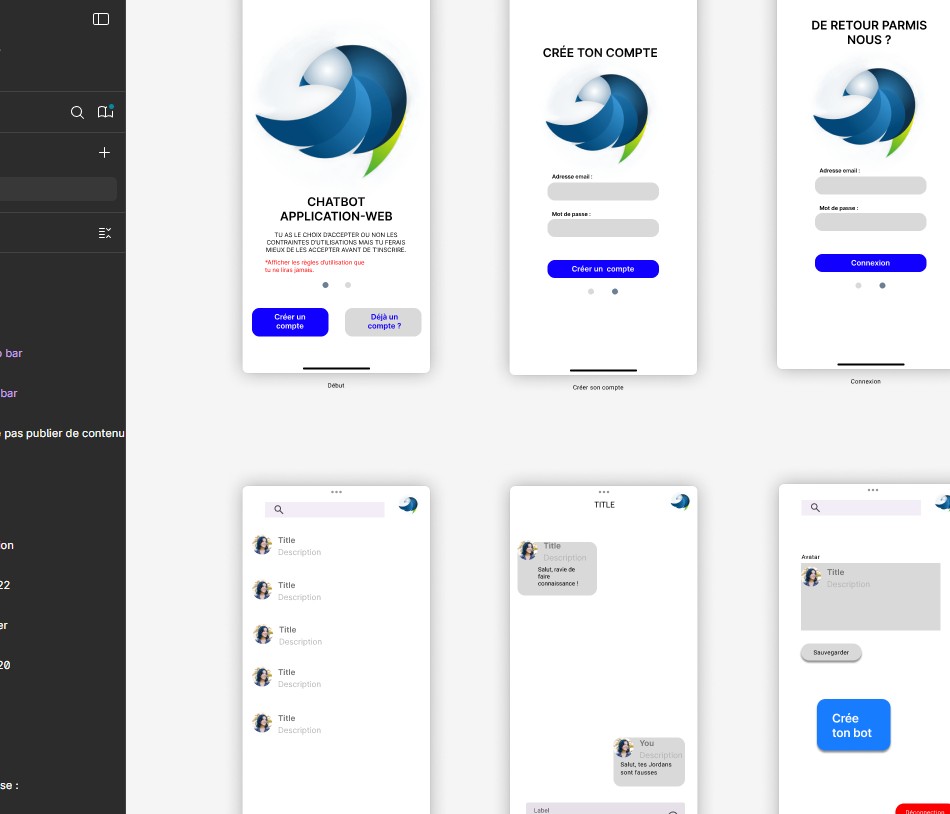 bar
bar
pas publier de contenu
on
22
er
20
se :
CHATBOT
APPLICATION-WEB
TU AS LE CHOIX D'ACCEPTER OU NON LES
CONTRAINTES D'UTILISATIONS MAIS TU FERAIS
MIEUX DE LES ACCEPTER AVANT DE T'INSCRIRE.
*Afficher les règles d'utilisation que
tu ne liras jamais.
Créer un
compte
Déjà un
compte ?
Début
CRÉE TON COMPTE
Adresse email :
Mot de passe :
Créer un compte
Créer son compte
DE RETOUR PARMIS
NOUS ?
Adresse email :
Mot de passe :
Connexion
Connexion
Title
Description
Title
Description
Title
Description
Title
Description
Title
Description
TITLE
Title
Description
Salut, ravie de
faire
connaissance !
You
Description
Salut, tes Jordans
sont fausses
Label
Avatar
Title
Description
Sauvegarder
Crée
ton bot
Déconnection